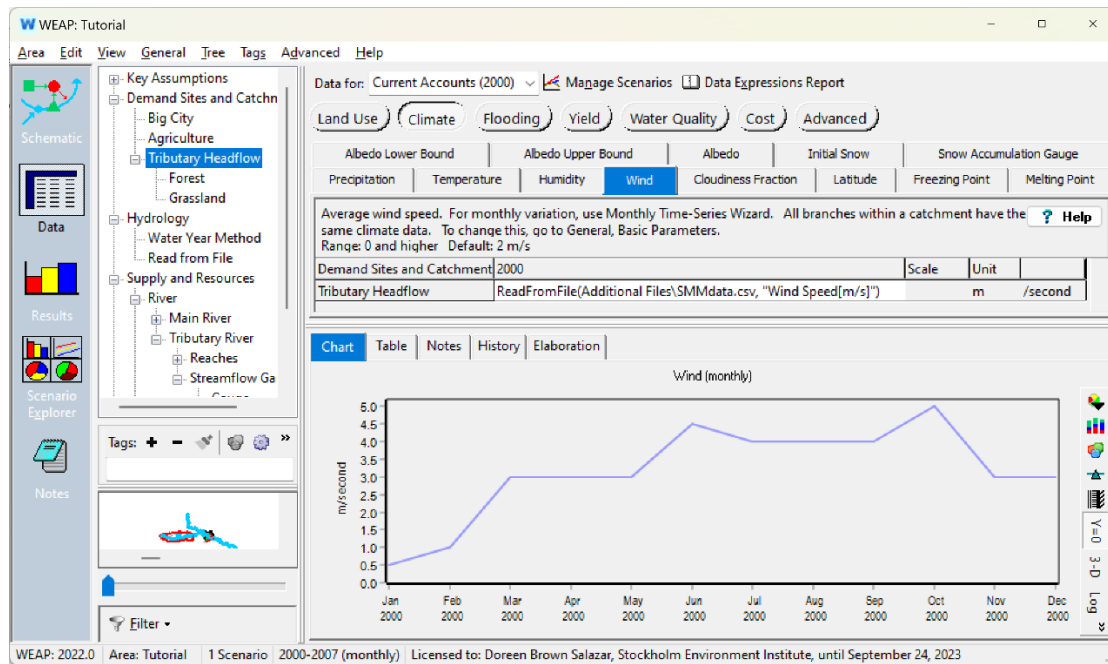 WEAP: Tutorial
Area Edit View General Tree Tags Advanced Help
Schematic
Data
Results
Scenario
Explorer
Notes
Key Assumptions
Demand Sites and Catchn
Big City
Agriculture
Tributary Headflow
Forest
Grassland
Hydrology
Water Year Method
Read from File
Supply and Resources
River
Main River
Tributary River
Reaches
Streamflow Ga
Tags:
Filter
Data for: Current Accounts (2000) Manage Scenarios Data Expressions Report
Land Use Climate Flooding Yield Water Quality Cost Advanced
Albedo Lower Bound Albedo Upper Bound Albedo Initial Snow Snow Accumulation Gauge
Precipitation Temperature Humidity Wind Cloudiness Fraction Latitude Freezing Point Melting Point
Average wind speed. For monthly variation, use Monthly Time-Series Wizard. All branches within a catchment have the
same climate data. To change this, go to General, Basic Parameters.
Range: 0 and higher Default: 2 m/s
? Help
Demand Sites and Catchment 2000 Scale Unit
Tributary Headflow ReadFromFile(Additional Files\SMMdata.csv, "Wind Speed[m/s]") m /second
Chart Table Notes History Elaboration
Wind (monthly)
m/second
5.0
4.5
4.0
3.5
3.0
2.5
2.0
1.5
1.0
0.5
0.0
Jan Feb Mar Apr May Jun Jul Aug Sep Oct Nov Dec
2000 2000 2000 2000 2000 2000 2000 2000 2000 2000 2000 2000
Y=0
3-D
Log
WEAP: 2022.0 Area: Tutorial 1 Scenario 2000-2007 (monthly) Licensed to: Doreen Brown Salazar, Stockholm Environment Institute, until September 24, 2023